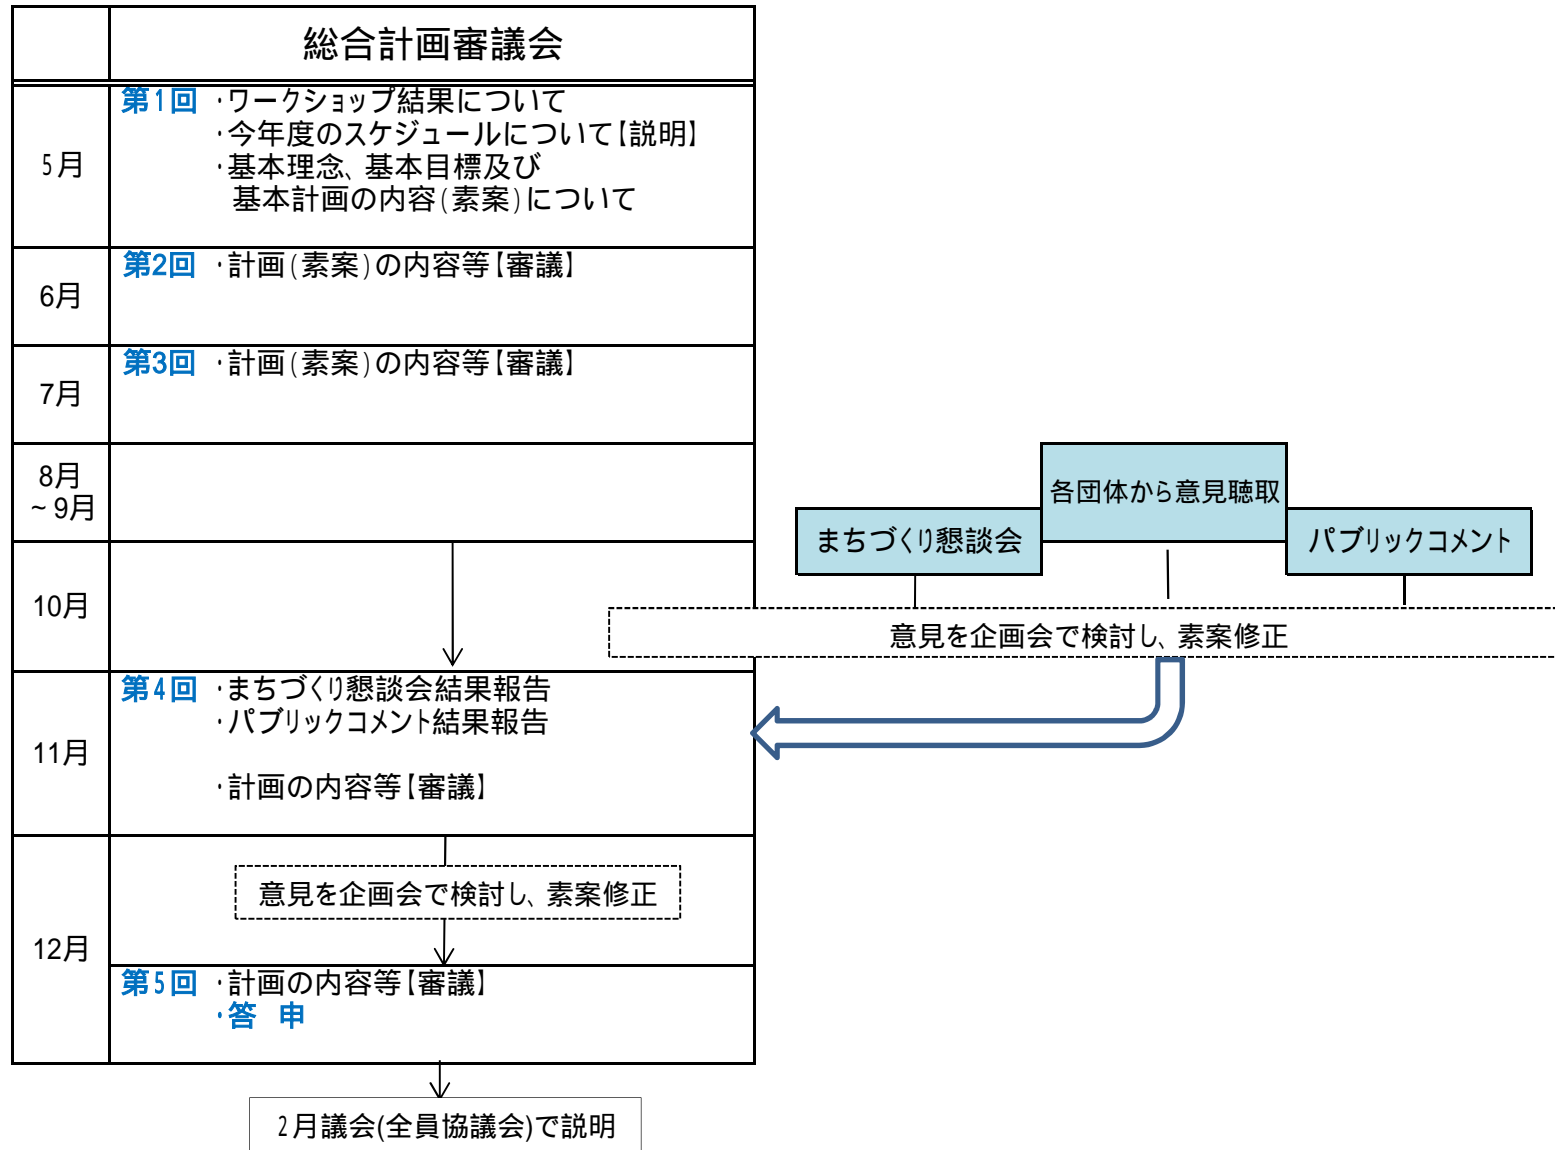 総合計画審議会
5月
第1回 ・ワークショップ結果について
・今年度のスケジュールについて【説明】
・基本理念、基本目標及び
基本計画の内容(素案)について
6月
第2回 ・計画(素案)の内容等【審議】
7月
第3回 ・計画(素案)の内容等【審議】
8月
~9月
各団体から意見聴取
まちづくり懇談会
パブリックコメント
10月
意見を企画会で検討し、素案修正
11月
第4回 ・まちづくり懇談会結果報告
・パブリックコメント結果報告
・計画の内容等【審議】
12月
意見を企画会で検討し、素案修正
第5回 ・計画の内容等【審議】
・答 申
2月議会(全員協議会)で説明